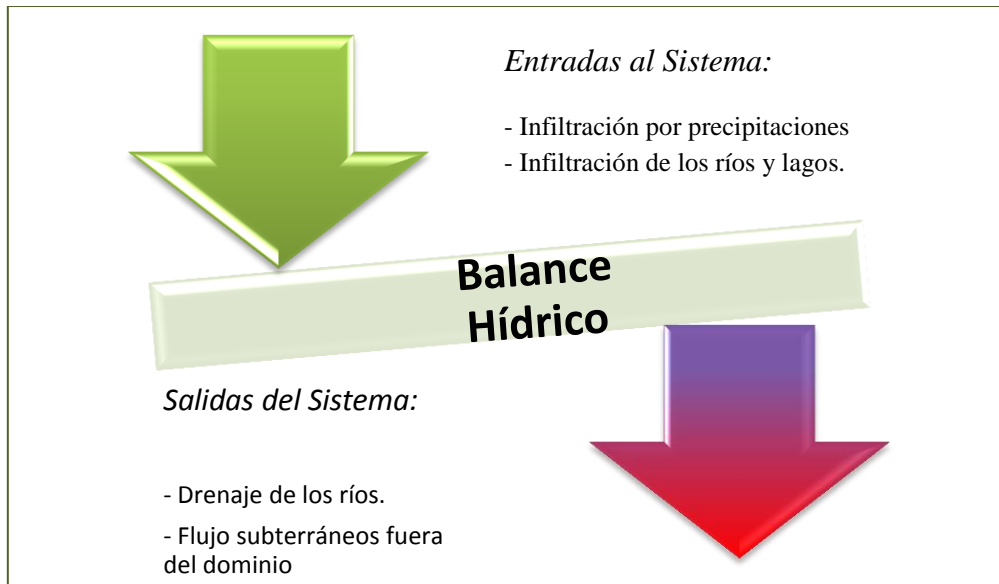 Entradas al Sistema:
- Infiltración por precipitaciones
- Infiltración de los ríos y lagos.
Balance
Hídrico
Salidas del Sistema:
- Drenaje de los ríos.
- Flujo subterráneos fuera
del dominio